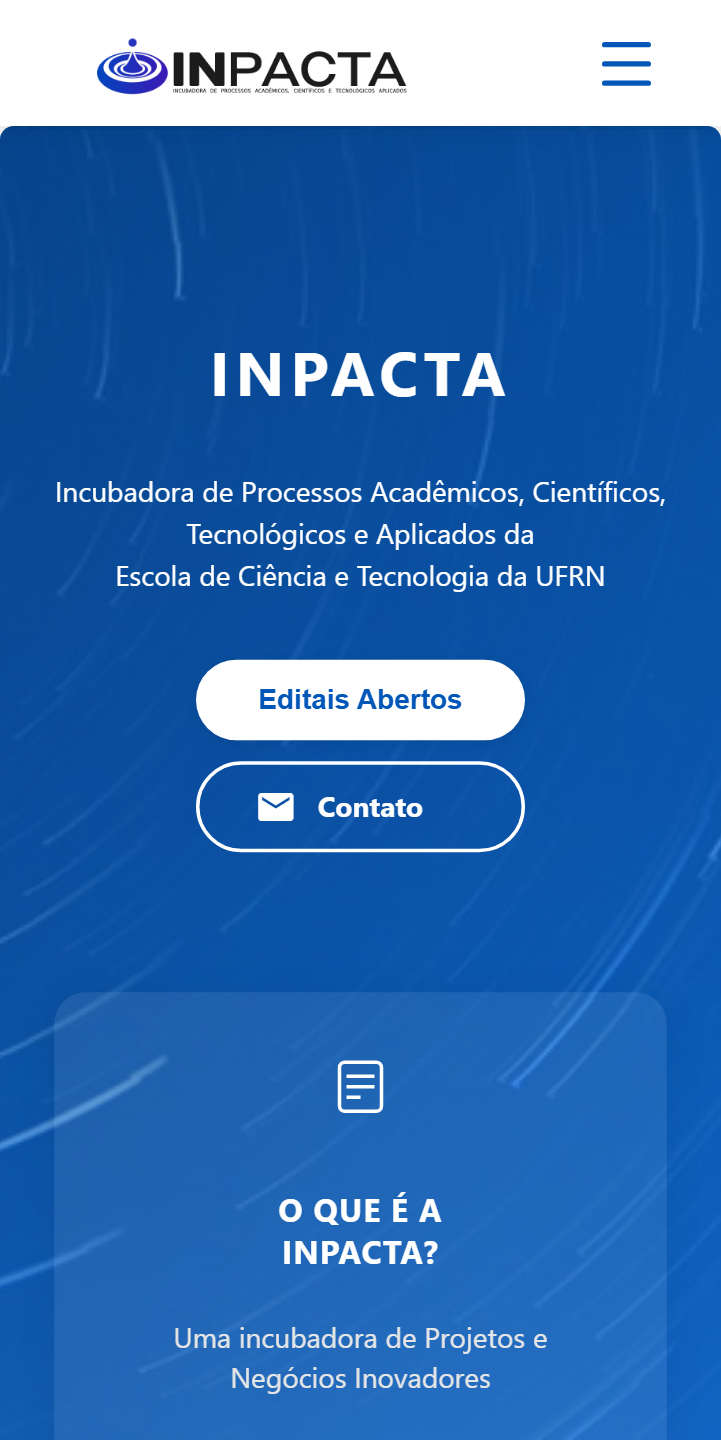 INPACTA
INCUBADORA DE PROCESSOS ACADÊMICOS, CIENTÍFICOS E TECNOLÓGICOS APLICADOS
INPACTA
Incubadora de Processos Acadêmicos, Científicos,
Tecnológicos e Aplicados da
Escola de Ciência e Tecnologia da UFRN
Editais Abertos
Contato
O QUE É A
INPACTA?
Uma incubadora de Projetos e
Negócios Inovadores